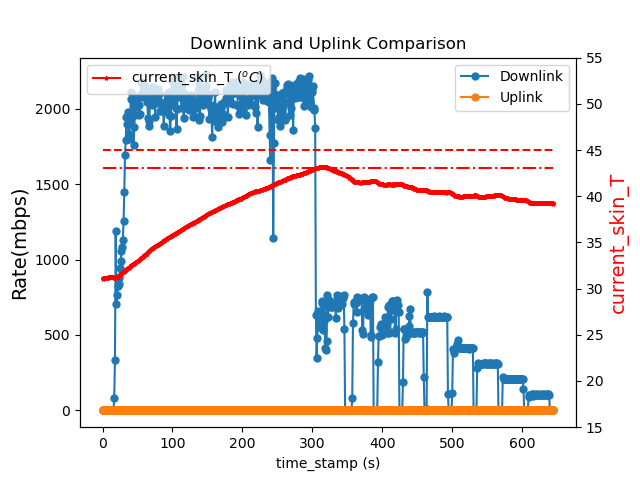 Downlink and Uplink Comparison
current_skin_T (°C)
Downlink
Uplink
Rate(mbps)
2000
1500
1000
500
0
55
50
45
40
35
30
25
20
15
current_skin_T
0 100 200 300 400 500 600
time_stamp (s)